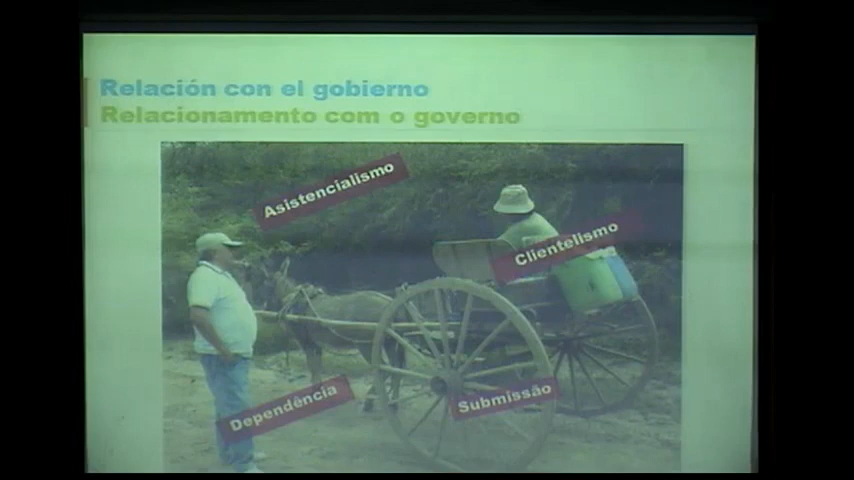 Relación con el gobierno
Relacionamento com o governo
Asistencialismo
Clientelismo
Dependência
Submissão